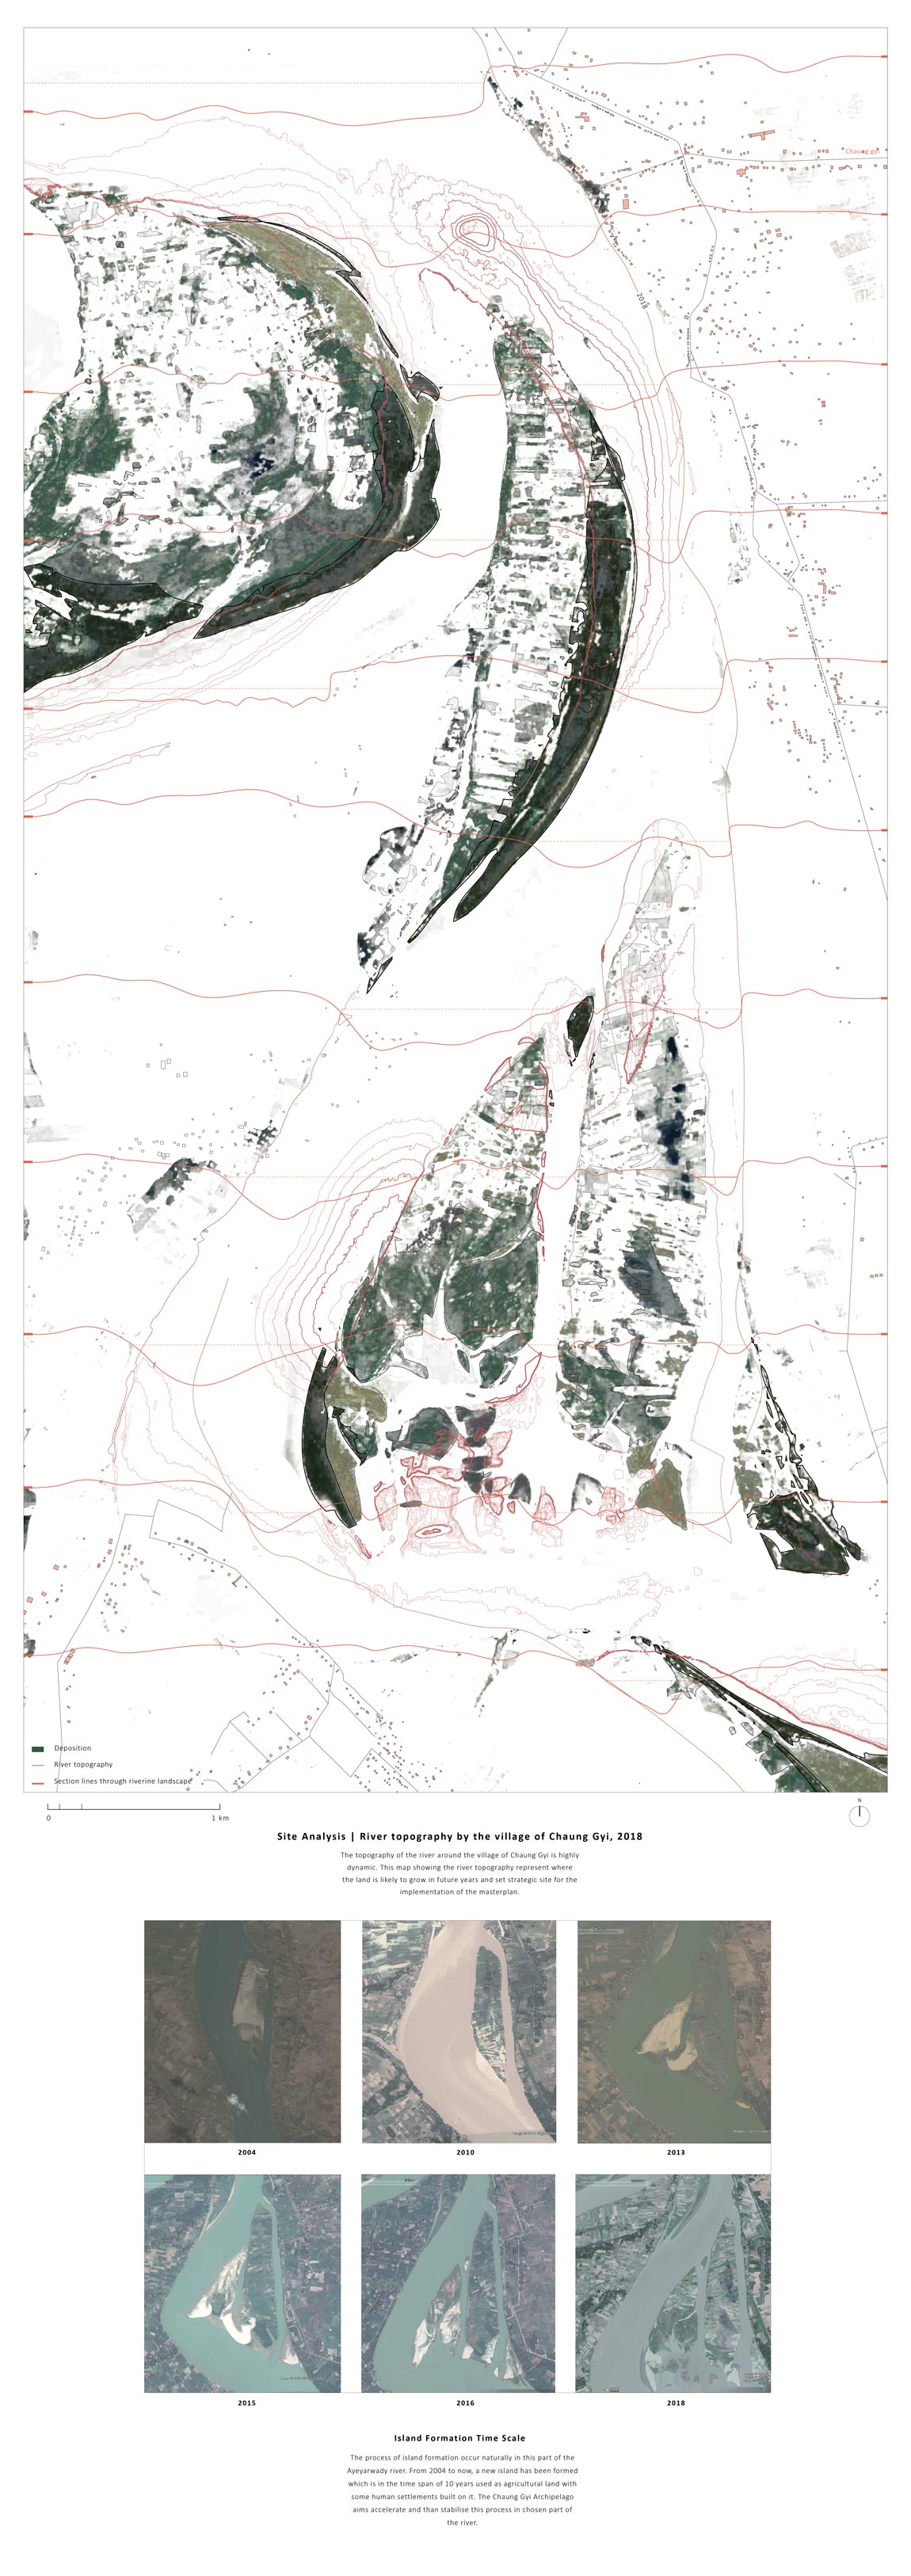 Chaung gyi
2018
Deposition
River topography
Section lines through riverine landscape
N
0 1 km
Site Analysis | River topography by the village of Chaung Gyi, 2018
The topography of the river around the village of Chaung Gyi is highly
dynamic. This map showing the river topography represent where
the land is likely to grow in future years and set strategic site for the
implementation of the masterplan.
2004 2010 2013
2015 2016 2018
Island Formation Time Scale
The process of island formation occur naturally in this part of the
Ayeyarwady river. From 2004 to now, a new island has been formed
which is in the time span of 10 years used as agricultural land with
some human settlements built on it. The Chaung Gyi Archipelago
aims accelerate and than stabilise this process in chosen part of
the river.